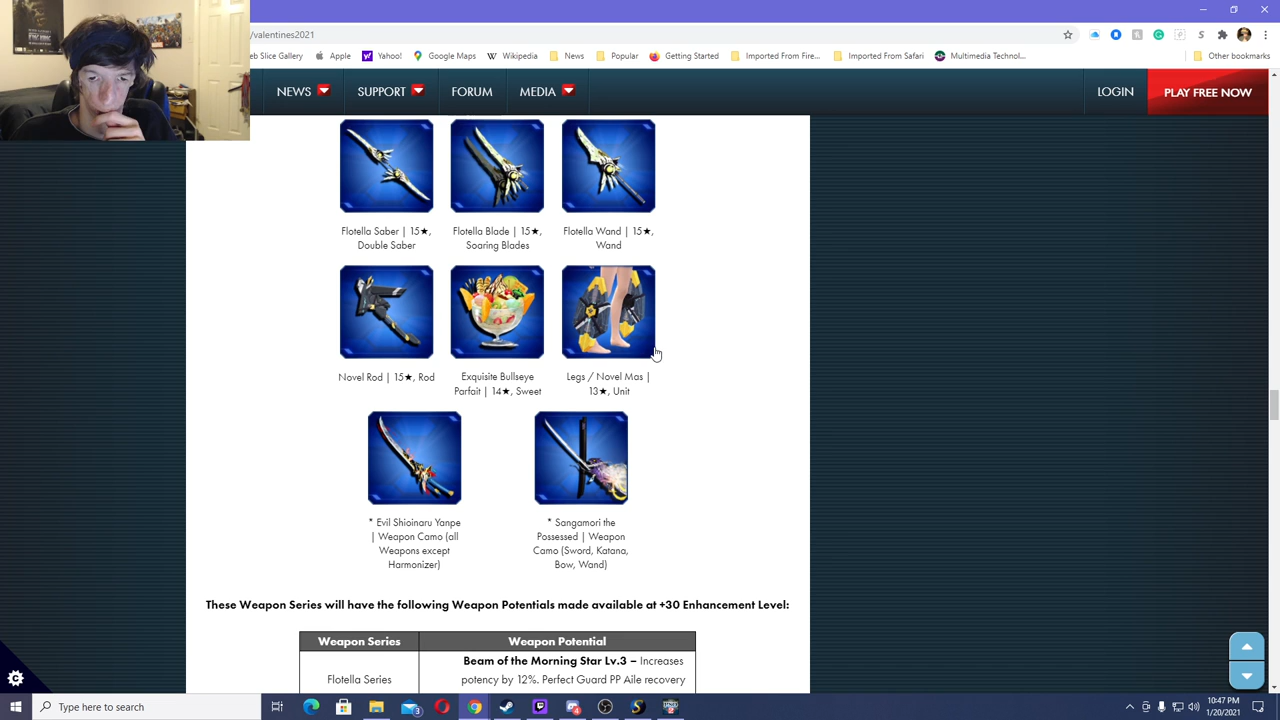 /valentines2021
eb Slice Gallery
Apple
Yahoo!
Google Maps
Wikipedia
News
Popular
Getting Started
Imported From Fire...
Imported From Safari
Multimedia Technol...
Other bookmarks
NEWS
SUPPORT
FORUM
MEDIA
LOGIN
PLAY FREE NOW
Flotella Saber | 15★,
Double Saber
Flotella Blade | 15★,
Soaring Blades
Flotella Wand | 15★,
Wand
Novel Rod | 15★, Rod
Exquisite Bullseye
Parfait | 14★, Sweet
Legs / Novel Mas |
13★, Unit
* Evil Shioinaru Yanpe
| Weapon Camo (all
Weapons except
Harmonizer)
* Sangamori the
Possessed | Weapon
Camo (Sword, Katana,
Bow, Wand)
These Weapon Series will have the following Weapon Potentials made available at +30 Enhancement Level:
Weapon Series
Weapon Potential
Flotella Series
Beam of the Morning Star Lv.3 – Increases
potency by 12%. Perfect Guard PP Aile recovery
Type here to search
10:47 PM
1/20/2021